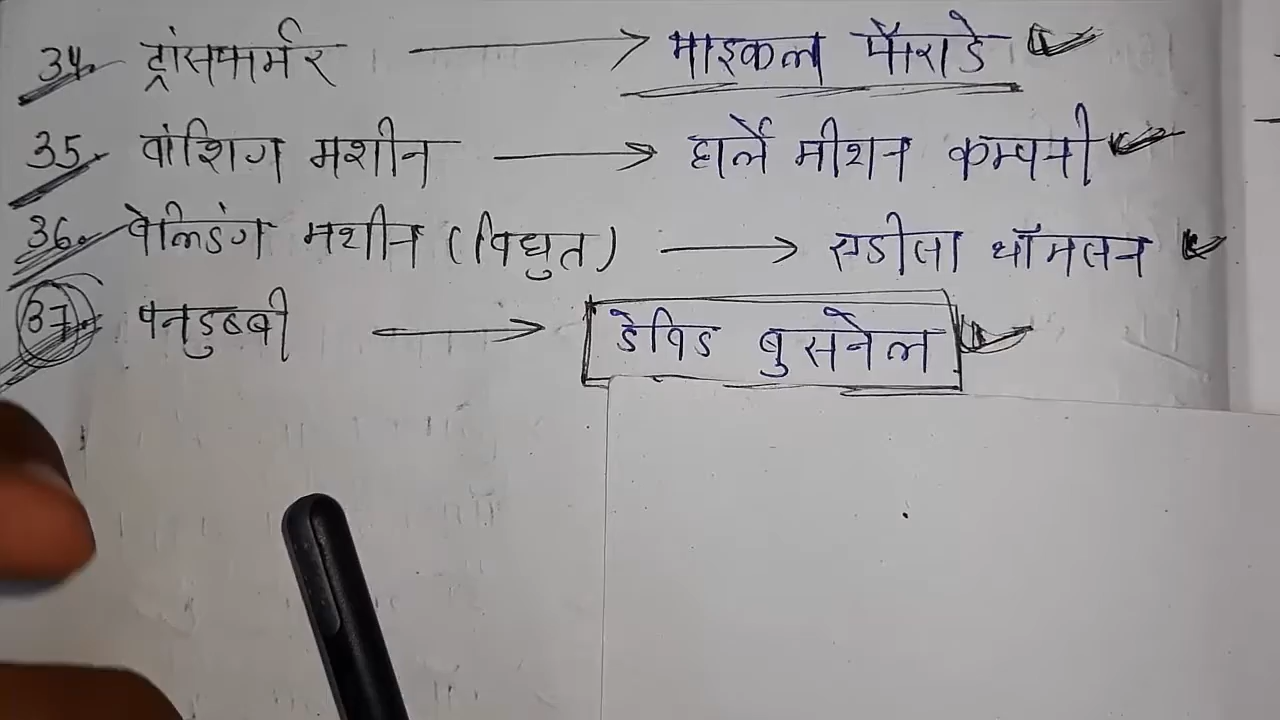 34. ट्रांसफार्मर → माइकल फैराडे
35. वांशिग मशीन → हार्ले मीशन कम्पनी
36. वेल्डिंग मशीन (विधुत) → एडीसा थॉमसन
37. पनडुब्बी → डेविड बुसनेल